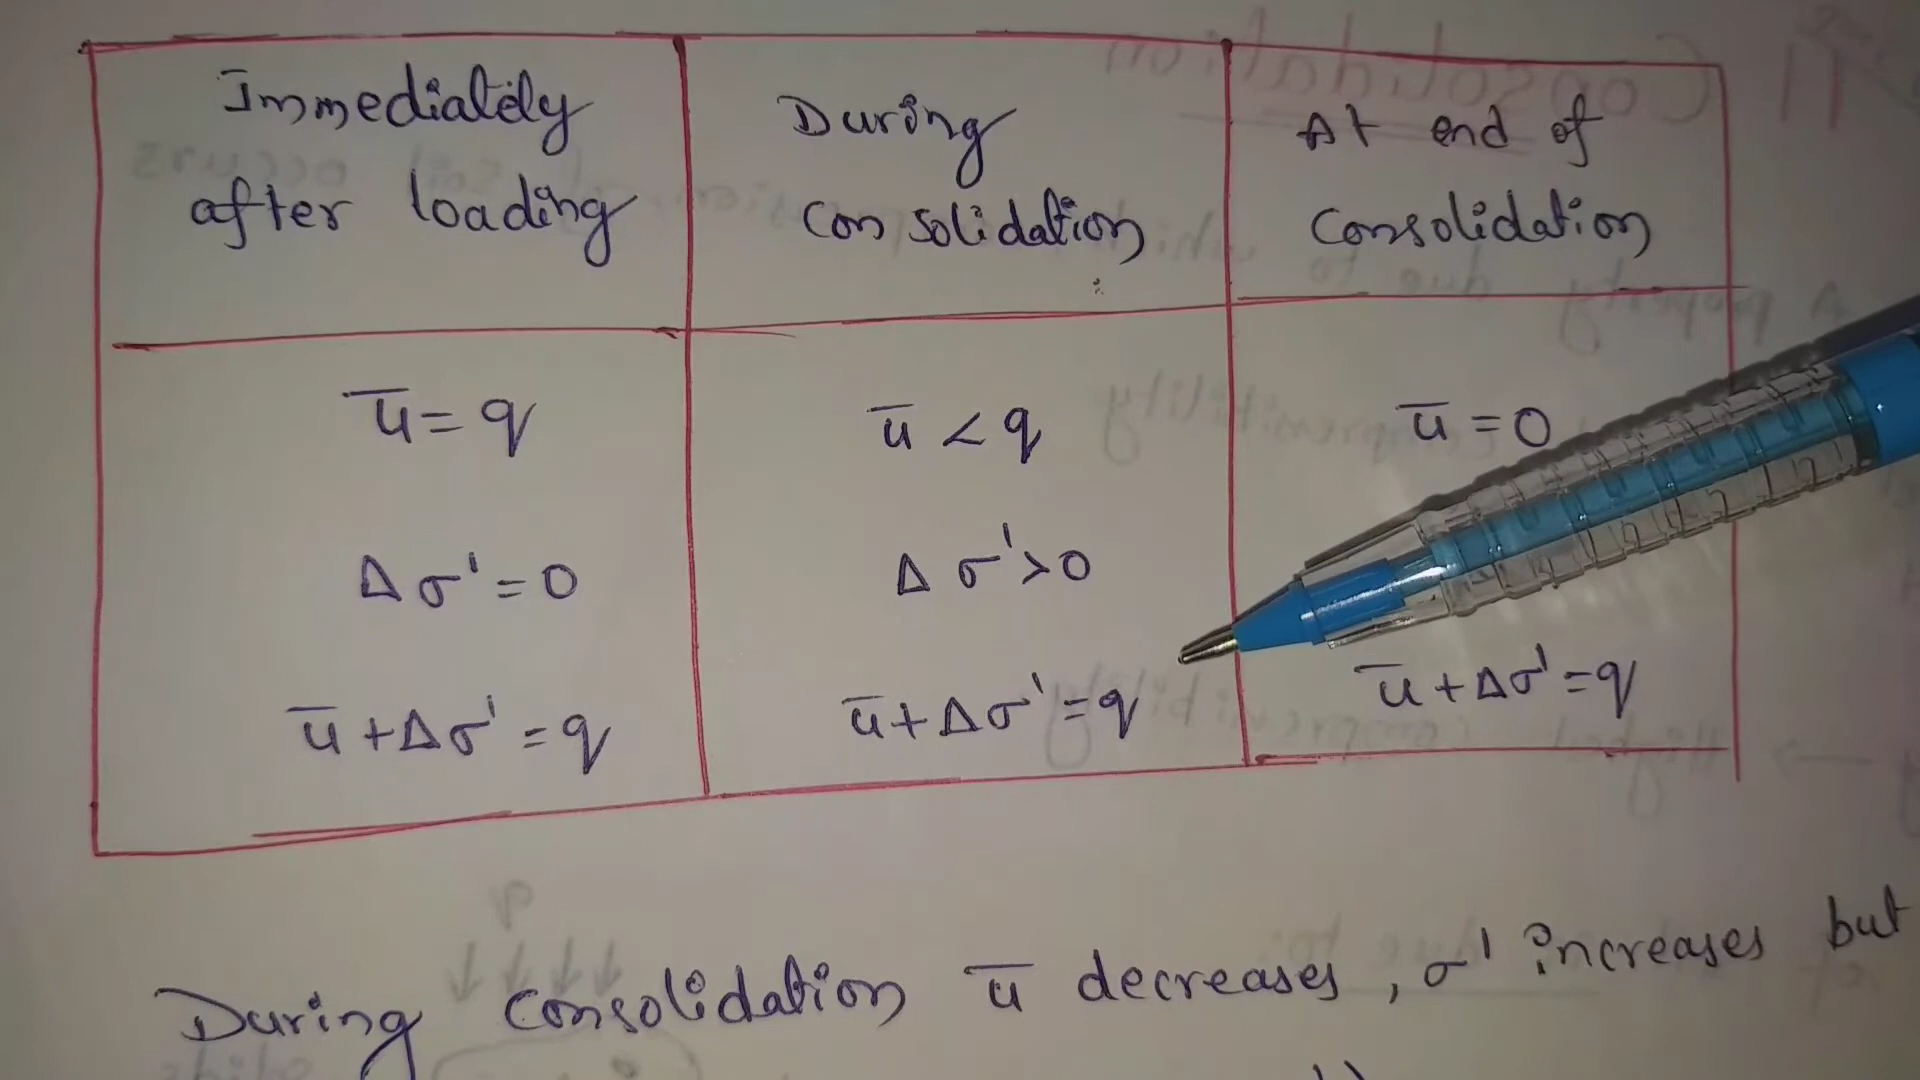 Immediately
after loading
During
Consolidation
At end of
Consolidation
ū = q
ū < q
ū = 0
Δσ' = 0
Δσ' > 0
ū + Δσ' = q
ū + Δσ' = q
ū + Δσ' = q
During Consolidation ū decreases, σ' increases but